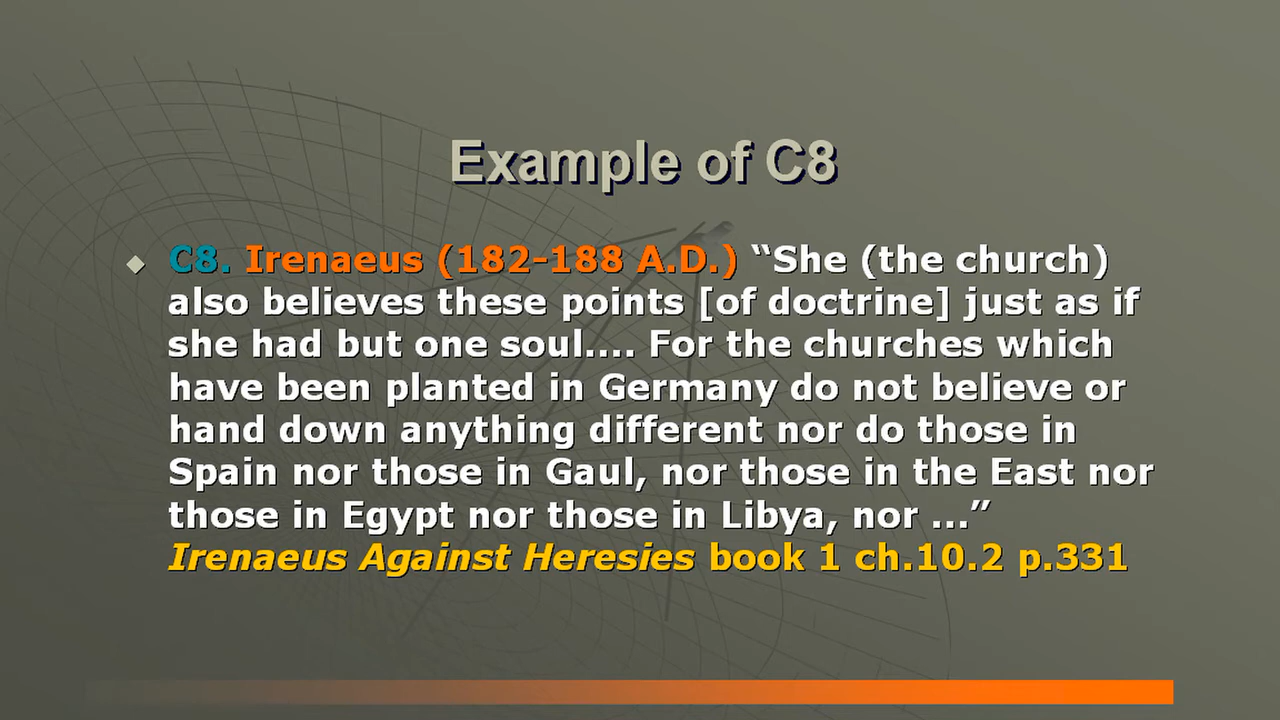 Example of C8
C8. Irenaeus (182-188 A.D.) “She (the church)
also believes these points [of doctrine] just as if
she had but one soul.... For the churches which
have been planted in Germany do not believe or
hand down anything different nor do those in
Spain nor those in Gaul, nor those in the East nor
those in Egypt nor those in Libya, nor ...”
Irenaeus Against Heresies book 1 ch.10.2 p.331